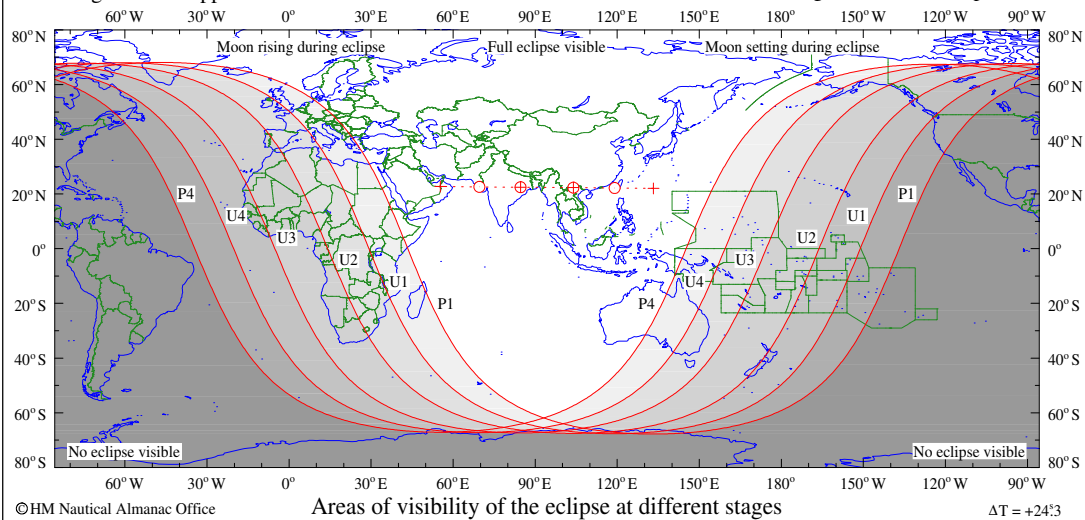 60°W 30°W 0° 30°E 60°E 90°E 120°E 150°E 180° 150°W 120°W 90°W
80°N 80°N
Moon rising during eclipse Full eclipse visible Moon setting during eclipse
60°N 60°N
40°N 40°N
20°N P4 P1 20°N
U4 U1
U3 U2
0° 0°
U2 U3
U1 U4
20°S P1 P4 20°S
40°S 40°S
60°S 60°S
No eclipse visible No eclipse visible
80°S 80°S
60°W 30°W 0° 30°E 60°E 90°E 120°E 150°E 180° 150°W 120°W 90°W
©HM Nautical Almanac Office Areas of visibility of the eclipse at different stages ΔT = +24ˢ.3